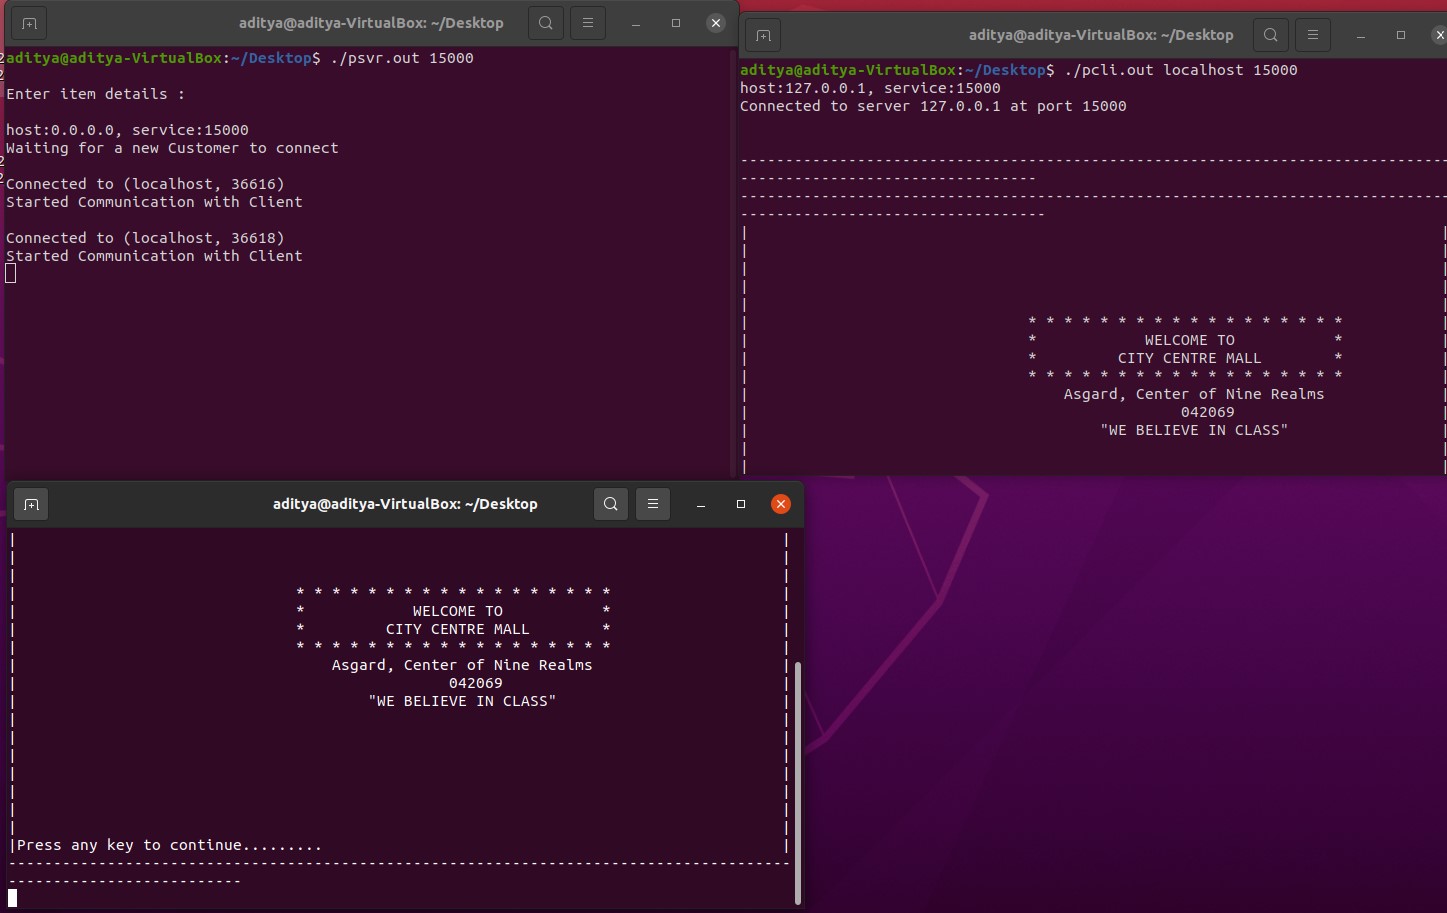 aditya@aditya-VirtualBox: ~/Desktop
aditya@aditya-VirtualBox:~/Desktop$ ./psvr.out 15000
Enter item details :
host:0.0.0.0, service:15000
Waiting for a new Customer to connect
Connected to (localhost, 36616)
Started Communication with Client
Connected to (localhost, 36618)
Started Communication with Client
aditya@aditya-VirtualBox: ~/Desktop
aditya@aditya-VirtualBox:~/Desktop$ ./pcli.out localhost 15000
host:127.0.0.1, service:15000
Connected to server 127.0.0.1 at port 15000
* * * * * * * * * * * * * * * * * *
* WELCOME TO *
* CITY CENTRE MALL *
* * * * * * * * * * * * * * * * * *
Asgard, Center of Nine Realms
042069
"WE BELIEVE IN CLASS"
aditya@aditya-VirtualBox: ~/Desktop
* * * * * * * * * * * * * * * * * *
* WELCOME TO *
* CITY CENTRE MALL *
* * * * * * * * * * * * * * * * * *
Asgard, Center of Nine Realms
042069
"WE BELIEVE IN CLASS"
|Press any key to continue......... |